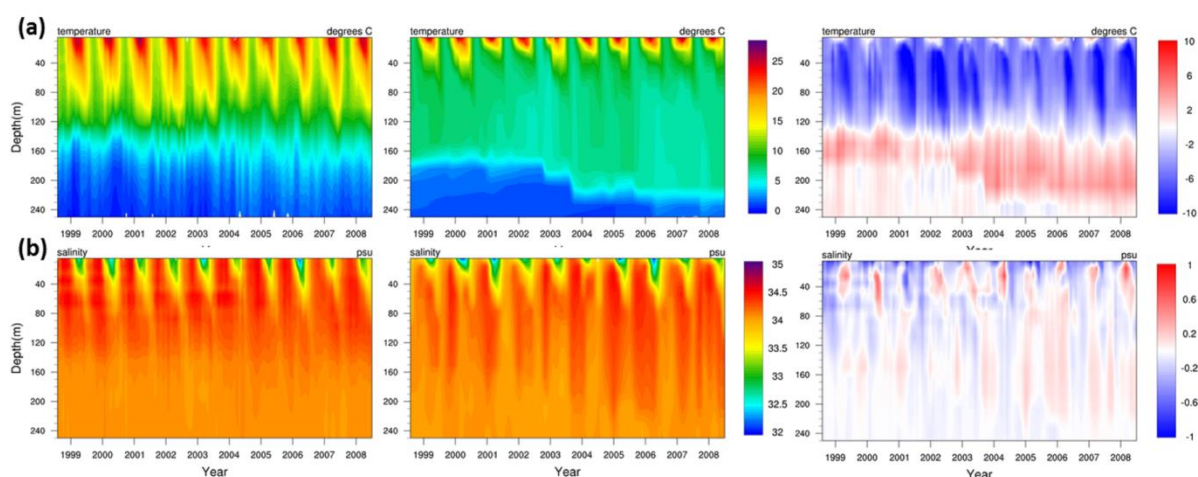 (a)
temperature degrees C temperature degrees C temperature degrees C
Depth(m)
40 80 120 160 200 240
40 80 120 160 200 240
25 20 15 10 5 0
40 80 120 160 200 240
10 6 4 2 0 -2 -4 -6 -10
1999 2000 2001 2002 2003 2004 2005 2006 2007 2008
1999 2000 2001 2002 2003 2004 2005 2006 2007 2008
1999 2000 2001 2002 2003 2004 2005 2006 2007 2008
Year
(b)
salinity psu salinity psu salinity psu
Depth(m)
40 80 120 160 200 240
40 80 120 160 200 240
35 34.5 34 33.5 33 32.5 32
40 80 120 160 200 240
1 0.6 0.4 0.2 0 -0.2 -0.6 -1
1999 2000 2001 2002 2003 2004 2005 2006 2007 2008
1999 2000 2001 2002 2003 2004 2005 2006 2007 2008
1999 2000 2001 2002 2003 2004 2005 2006 2007 2008
Year Year Year